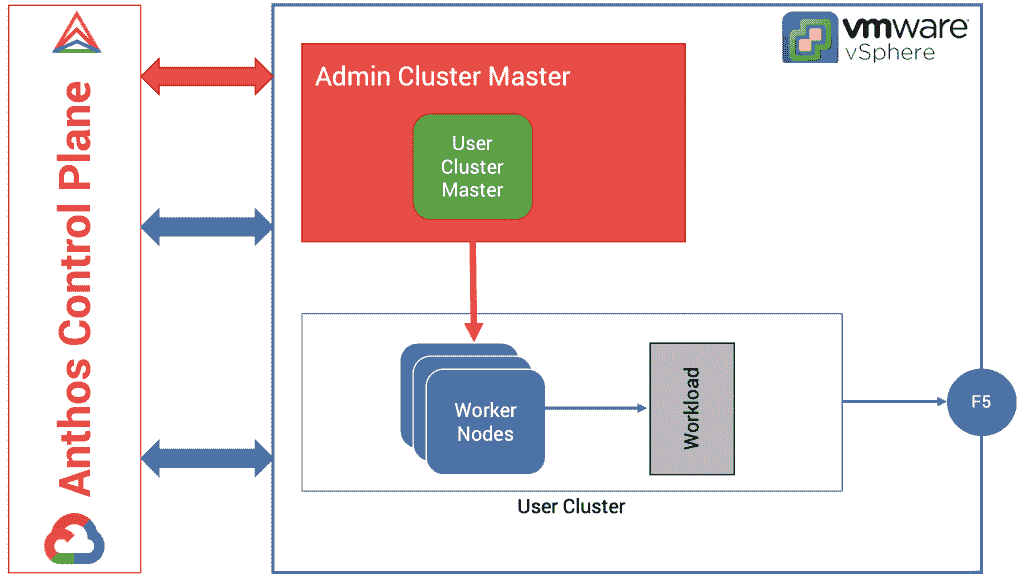 Anthos Control Plane
vmware
vSphere
Admin Cluster Master
User
Cluster
Master
Worker
Nodes
Workload
F5
User Cluster